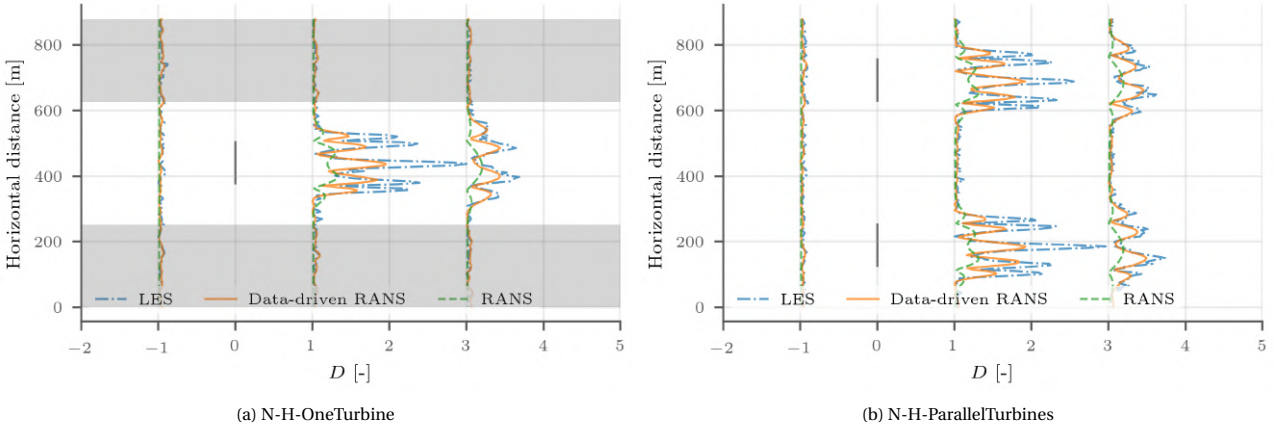 Horizontal distance [m]
800
600
400
200
0
LES
Data-driven RANS
RANS
−2
−1
0
1
2
3
4
5
D [-]
(a) N-H-OneTurbine
Horizontal distance [m]
800
600
400
200
0
LES
Data-driven RANS
RANS
−2
−1
0
1
2
3
4
5
D [-]
(b) N-H-ParallelTurbines